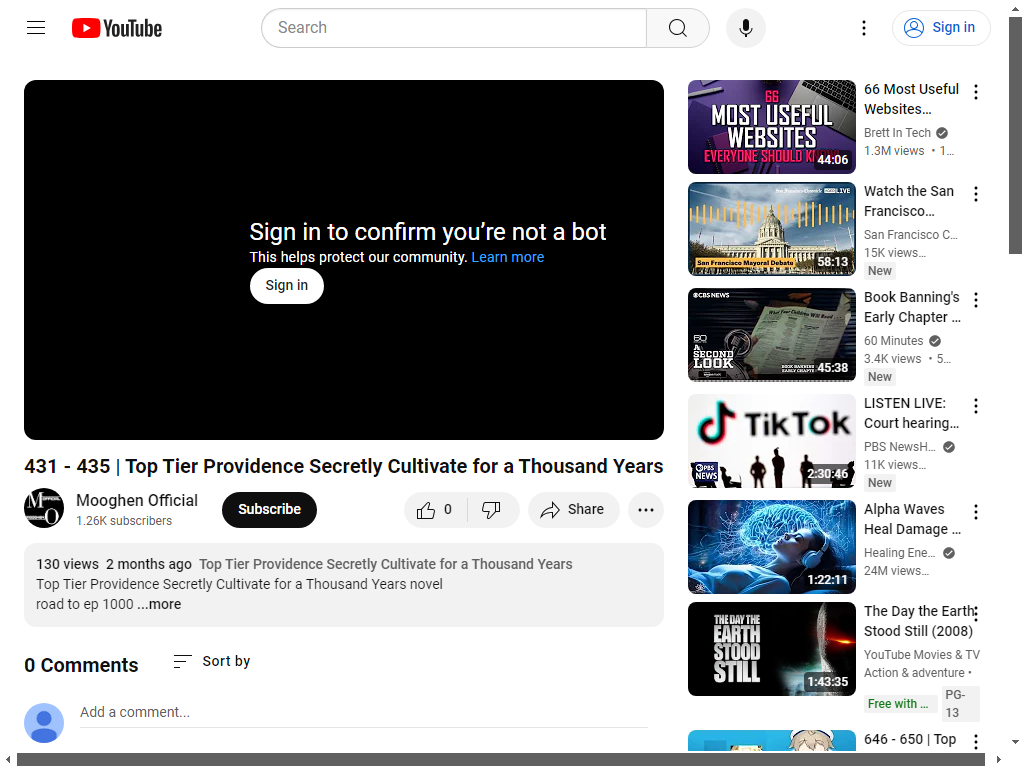 YouTube
Search
Sign in
Sign in to confirm you're not a bot
This helps protect our community. Learn more
Sign in
431 - 435 | Top Tier Providence Secretly Cultivate for a Thousand Years
Mooghen Official
1.26K subscribers
Subscribe
0
Share
130 views 2 months ago Top Tier Providence Secretly Cultivate for a Thousand Years
Top Tier Providence Secretly Cultivate for a Thousand Years novel
road to ep 1000 ...more
0 Comments
Sort by
Add a comment...
66
MOST USEFUL
WEBSITES
EVERYONE SHOULD
44:06
66 Most Useful
Websites…
Brett In Tech
1.3M views • 1…
San Francisco Chronicle
LIVE
San Francisco Mayoral Debate
58:13
Watch the San
Francisco…
San Francisco C…
15K views…
New
CBS NEWS
60
A
SECOND
LOOK
BOOK BANNING'S
EARLY CHAPTER
45:38
Book Banning's
Early Chapter …
60 Minutes
3.4K views • 5…
New
TikTok
PBS
NEWS
2:30:46
LISTEN LIVE:
Court hearing…
PBS NewsH…
11K views…
New
1:22:11
Alpha Waves
Heal Damage …
Healing Ene…
24M views…
THE DAY THE
EARTH
STOOD
STILL
1:43:35
The Day the Earth
Stood Still (2008)
YouTube Movies & TV
Action & adventure •
Free with …
PG-
13
646 - 650 | Top